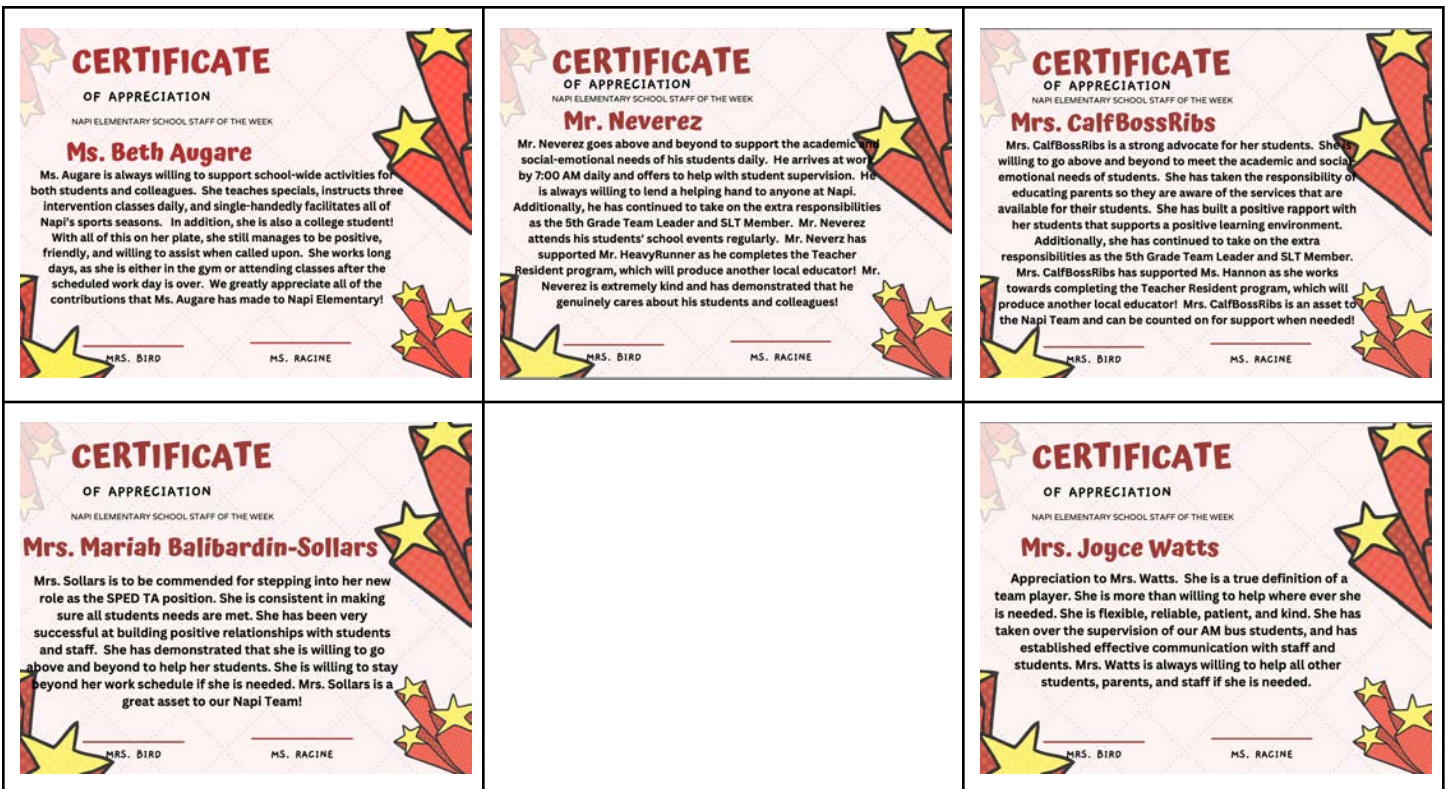 CERTIFICATE
OF APPRECIATION
NAPI ELEMENTARY SCHOOL STAFF OF THE WEEK
Ms. Beth Augare
Ms. Augare is always willing to support school-wide activities for
both students and colleagues. She teaches specials, instructs three
intervention classes daily, and single-handedly facilitates all of
Napi's sports seasons. In addition, she is also a college student!
With all of this on her plate, she still manages to be positive,
friendly, and willing to assist when called upon. She works long
days, as she is either in the gym or attending classes after the
scheduled work day is over. We greatly appreciate all of the
contributions that Ms. Augare has made to Napi Elementary!
MRS. BIRD
MS. RACINE
CERTIFICATE
OF APPRECIATION
NAPI ELEMENTARY SCHOOL STAFF OF THE WEEK
Mr. Neverez
Mr. Neverez goes above and beyond to support the academic and
social-emotional needs of his students daily. He arrives at work
by 7:00 AM daily and offers to help with student supervision. He
is always willing to lend a helping hand to anyone at Napi.
Additionally, he has continued to take on the extra responsibilities
as the 5th Grade Team Leader and SLT Member. Mr. Neverez
attends his students' school events regularly. Mr. Neverz has
supported Mr. HeavyRunner as he completes the Teacher
Resident program, which will produce another local educator! Mr.
Neverez is extremely kind and has demonstrated that he
genuinely cares about his students and colleagues!
MRS. BIRD
MS. RACINE
CERTIFICATE
OF APPRECIATION
NAPI ELEMENTARY SCHOOL STAFF OF THE WEEK
Mrs. CalfBossRibs
Mrs. CalfBossRibs is a strong advocate for her students. She is
willing to go above and beyond to meet the academic and social-
emotional needs of students. She has taken the responsibility of
educating parents so they are aware of the services that are
available for their students. She has built a positive rapport with
her students that supports a positive learning environment.
Additionally, she has continued to take on the extra
responsibilities as the 5th Grade Team Leader and SLT Member.
Mrs. CalfBossRibs has supported Ms. Hannon as she works
towards completing the Teacher Resident program, which will
produce another local educator! Mrs. CalfBossRibs is an asset to
the Napi Team and can be counted on for support when needed!
MRS. BIRD
MS. RACINE
CERTIFICATE
OF APPRECIATION
NAPI ELEMENTARY SCHOOL STAFF OF THE WEEK
Mrs. Mariah Balibardin-Sollars
Mrs. Sollars is to be commended for stepping into her new
role as the SPED TA position. She is consistent in making
sure all students needs are met. She has been very
successful at building positive relationships with students
and staff. She has demonstrated that she is willing to go
above and beyond to help her students. She is willing to stay
beyond her work schedule if she is needed. Mrs. Sollars is a
great asset to our Napi Team!
MRS. BIRD
MS. RACINE
CERTIFICATE
OF APPRECIATION
NAPI ELEMENTARY SCHOOL STAFF OF THE WEEK
Mrs. Joyce Watts
Appreciation to Mrs. Watts. She is a true definition of a
team player. She is more than willing to help where ever she
is needed. She is flexible, reliable, patient, and kind. She has
taken over the supervision of our AM bus students, and has
established effective communication with staff and
students. Mrs. Watts is always willing to help all other
students, parents, and staff if she is needed.
MRS. BIRD
MS. RACINE